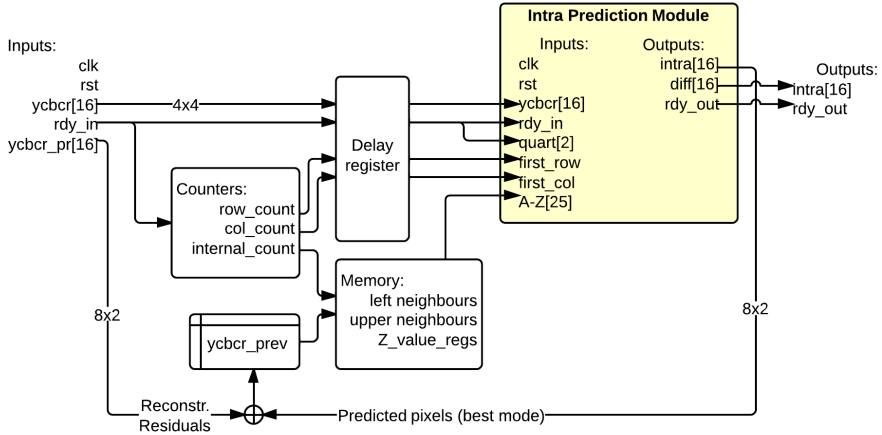 Intra Prediction Module
Inputs:
clk
rst
ycbcr[16]
rdy_in
ycbcr_pr[16]
4x4
Delay
register
Counters:
row_count
col_count
internal_count
Memory:
left neighbours
upper neighbours
Z_value_regs
ycbcr_prev
8x2
Reconstr.
Residuals
Predicted pixels (best mode)
Inputs:
clk
rst
ycbcr[16]
rdy_in
quart[2]
first_row
first_col
A-Z[25]
Outputs:
intra[16]
diff[16]
rdy_out
8x2
Outputs:
intra[16]
rdy_out